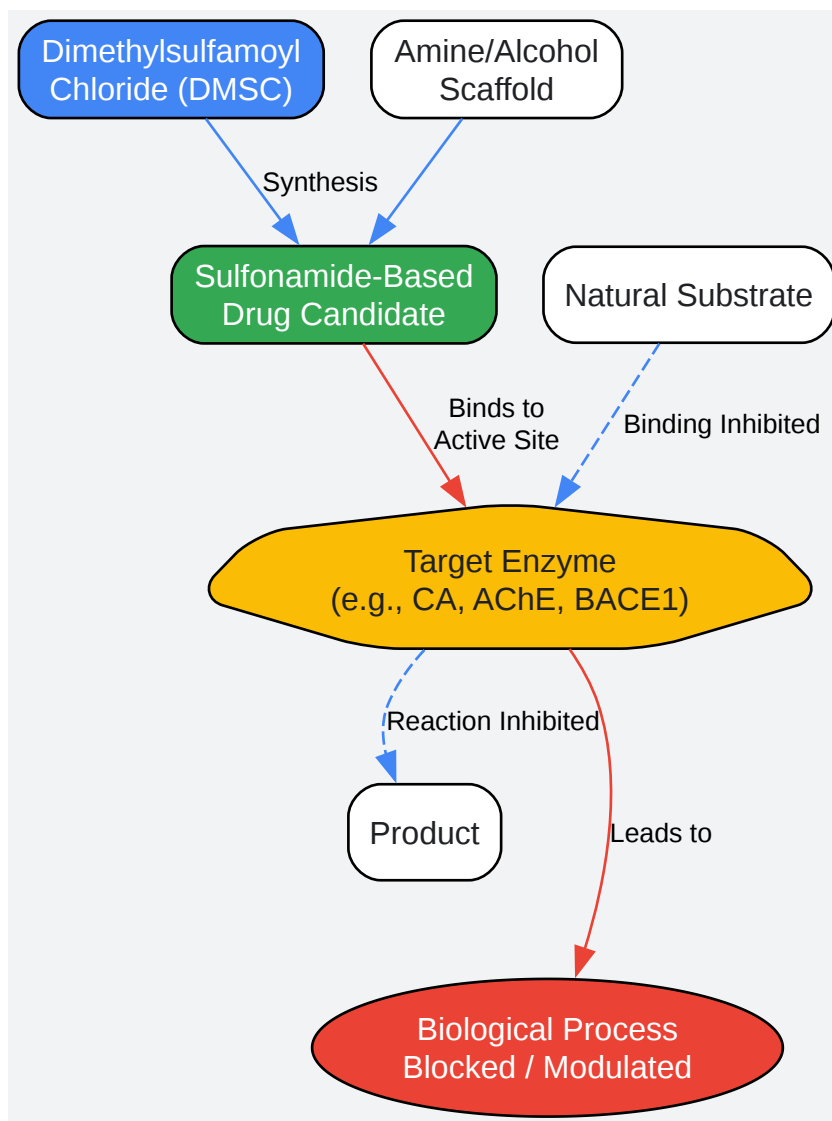 Dimethylsulfamoyl
Chloride (DMSC)
Amine/Alcohol
Scaffold
Synthesis
Sulfonamide-Based
Drug Candidate
Natural Substrate
Binds to
Active Site
Binding Inhibited
Target Enzyme
(e.g., CA, AChE, BACE1)
Reaction Inhibited
Product
Leads to
Biological Process
Blocked / Modulated